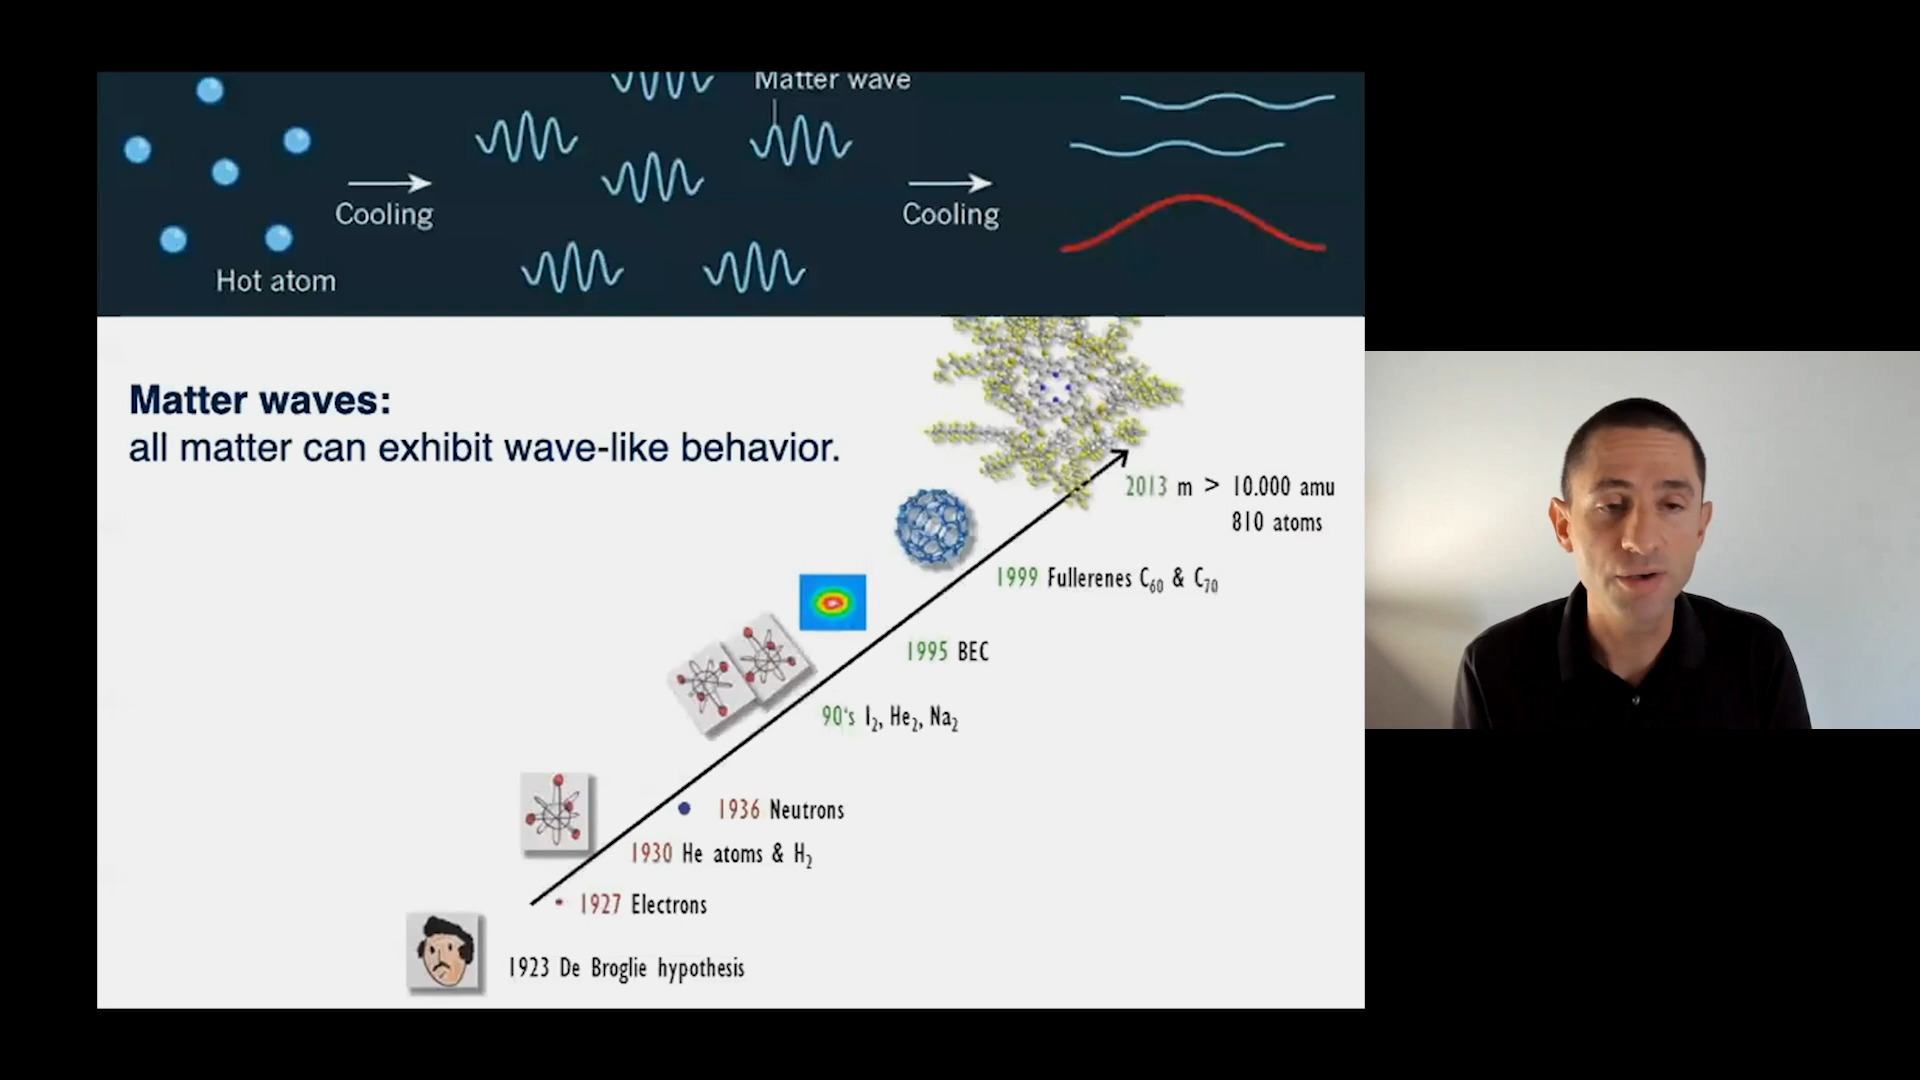 Matter wave
Cooling
Cooling
Hot atom
Matter waves:
all matter can exhibit wave-like behavior.
2013 m > 10.000 amu
810 atoms
1999 Fullerenes C60 & C70
1995 BEC
90's I2, He2, Na2
1936 Neutrons
1930 He atoms & H2
1927 Electrons
1923 De Broglie hypothesis